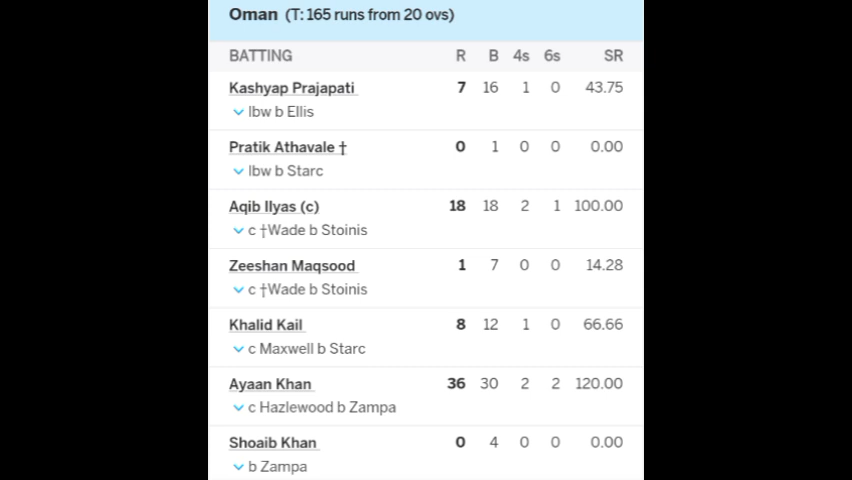 Oman (T: 165 runs from 20 ovs)
BATTING R B 4s 6s SR
Kashyap Prajapati 7 16 1 0 43.75
lbw b Ellis
Pratik Athavale † 0 1 0 0 0.00
lbw b Starc
Aqib Ilyas (c) 18 18 2 1 100.00
c †Wade b Stoinis
Zeeshan Maqsood 1 7 0 0 14.28
c †Wade b Stoinis
Khalid Kail 8 12 1 0 66.66
c Maxwell b Starc
Ayaan Khan 36 30 2 2 120.00
c Hazlewood b Zampa
Shoaib Khan 0 4 0 0 0.00
b Zampa